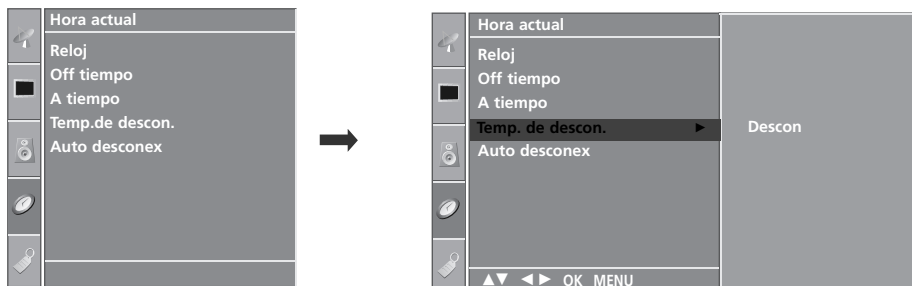 Hora actual
Reloj
Off tiempo
A tiempo
Temp.de descon.
Auto desconex
Hora actual
Reloj
Off tiempo
A tiempo
Temp. de descon. ► Descon
Auto desconex
▲▼ ◄► OK MENU